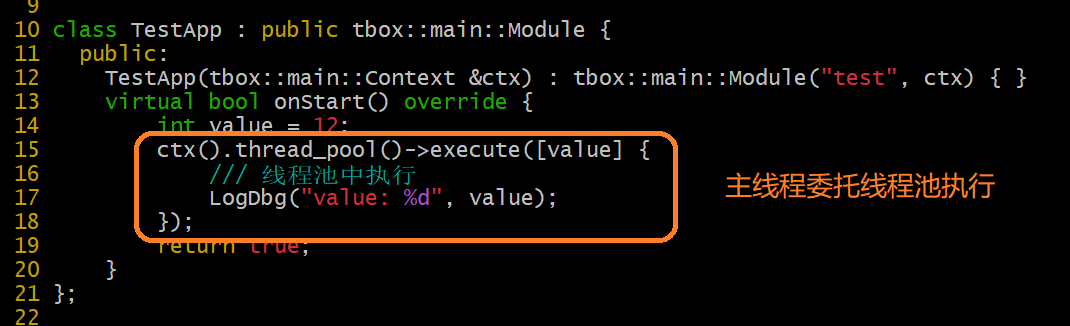 9
10 class TestApp : public tbox::main::Module {
11   public:
12     TestApp(tbox::main::Context &ctx) : tbox::main::Module("test", ctx) { }
13     virtual bool onStart() override {
14         int value = 12;
15         ctx().thread_pool()->execute([value] {
16             /// 线程池中执行
17             LogDbg("value: %d", value);
18         });
19         return true;
20     }
21 };
22
主线程委托线程池执行